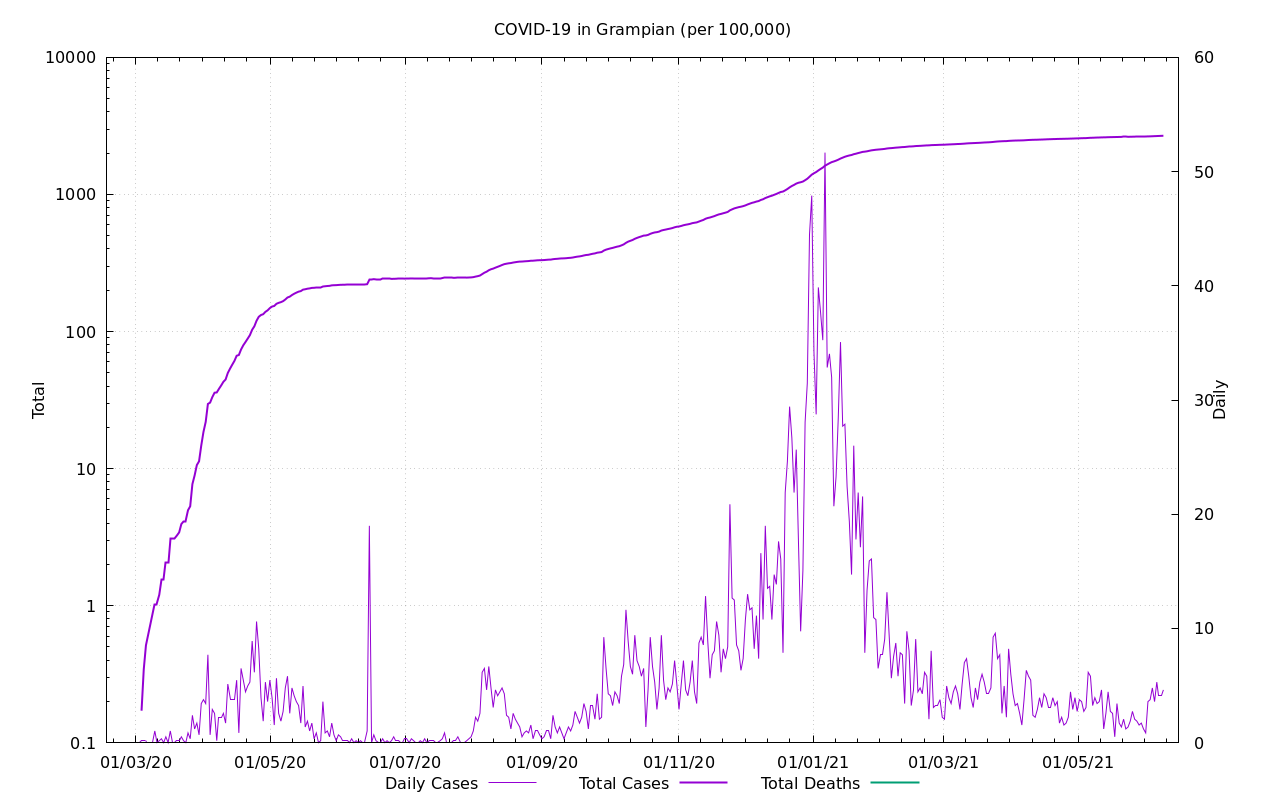 COVID-19 in Grampian (per 100,000)
10000
1000
100
10
1
0.1
Total
60
50
40
30
20
10
0
Daily
01/03/20 01/05/20 01/07/20 01/09/20 01/11/20 01/01/21 01/03/21 01/05/21
Daily Cases Total Cases Total Deaths